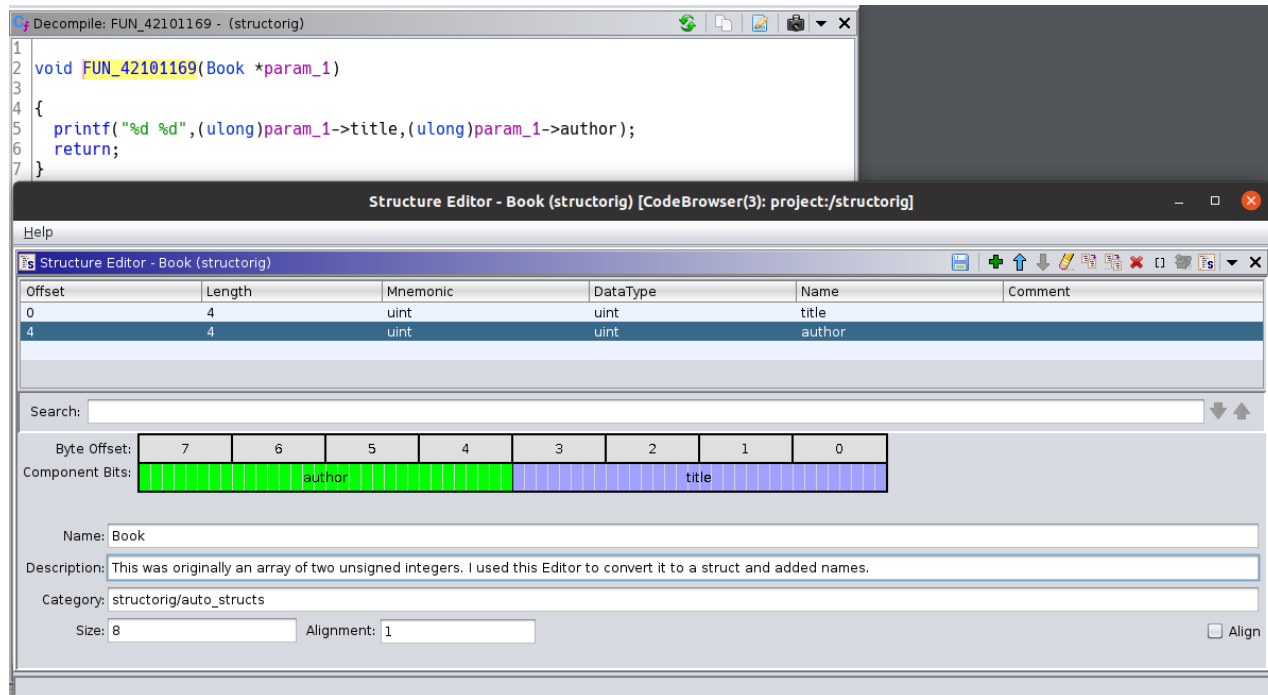 Decompile: FUN_42101169 - (structorig)
1
2 void FUN_42101169(Book *param_1)
3
4 {
5 printf("%d %d",(ulong)param_1->title,(ulong)param_1->author);
6 return;
7 }
Structure Editor - Book (structorig) [CodeBrowser(3): project:/structorig]
Help
Structure Editor - Book (structorig)
Offset Length Mnemonic DataType Name Comment
0 4 uint uint title
4 4 uint uint author
Search:
Byte Offset: 7 6 5 4 3 2 1 0
Component Bits: author title
Name: Book
Description: This was originally an array of two unsigned integers. I used this Editor to convert it to a struct and added names.
Category: structorig/auto_structs
Size: 8 Alignment: 1 Align